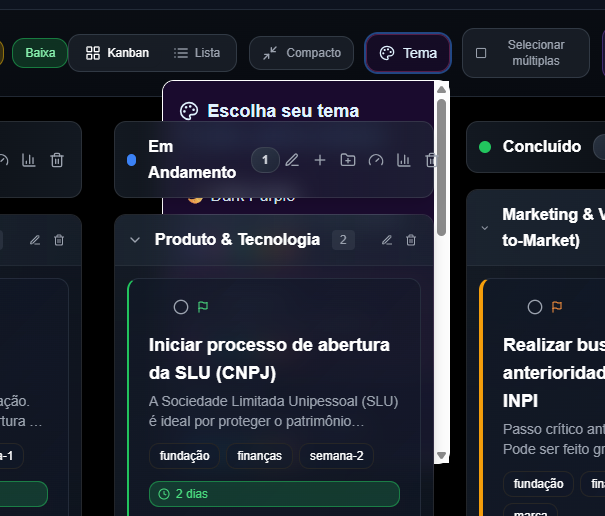 Baixa
Kanban
Lista
Compacto
Tema
Selecionar
múltiplas
Escolha seu tema
Em
Andamento
1
Dark Purple
Produto & Tecnologia
2
Iniciar processo de abertura
da SLU (CNPJ)
A Sociedade Limitada Unipessoal (SLU)
é ideal por proteger o patrimônio…
fundação
finanças
semana-2
2 dias
Concluído
Marketing & V
to-Market)
Realizar bus
anterioridad
INPI
Passo crítico ant
Pode ser feito gr
fundação
fin
marca
ação.
rtura …
a-1